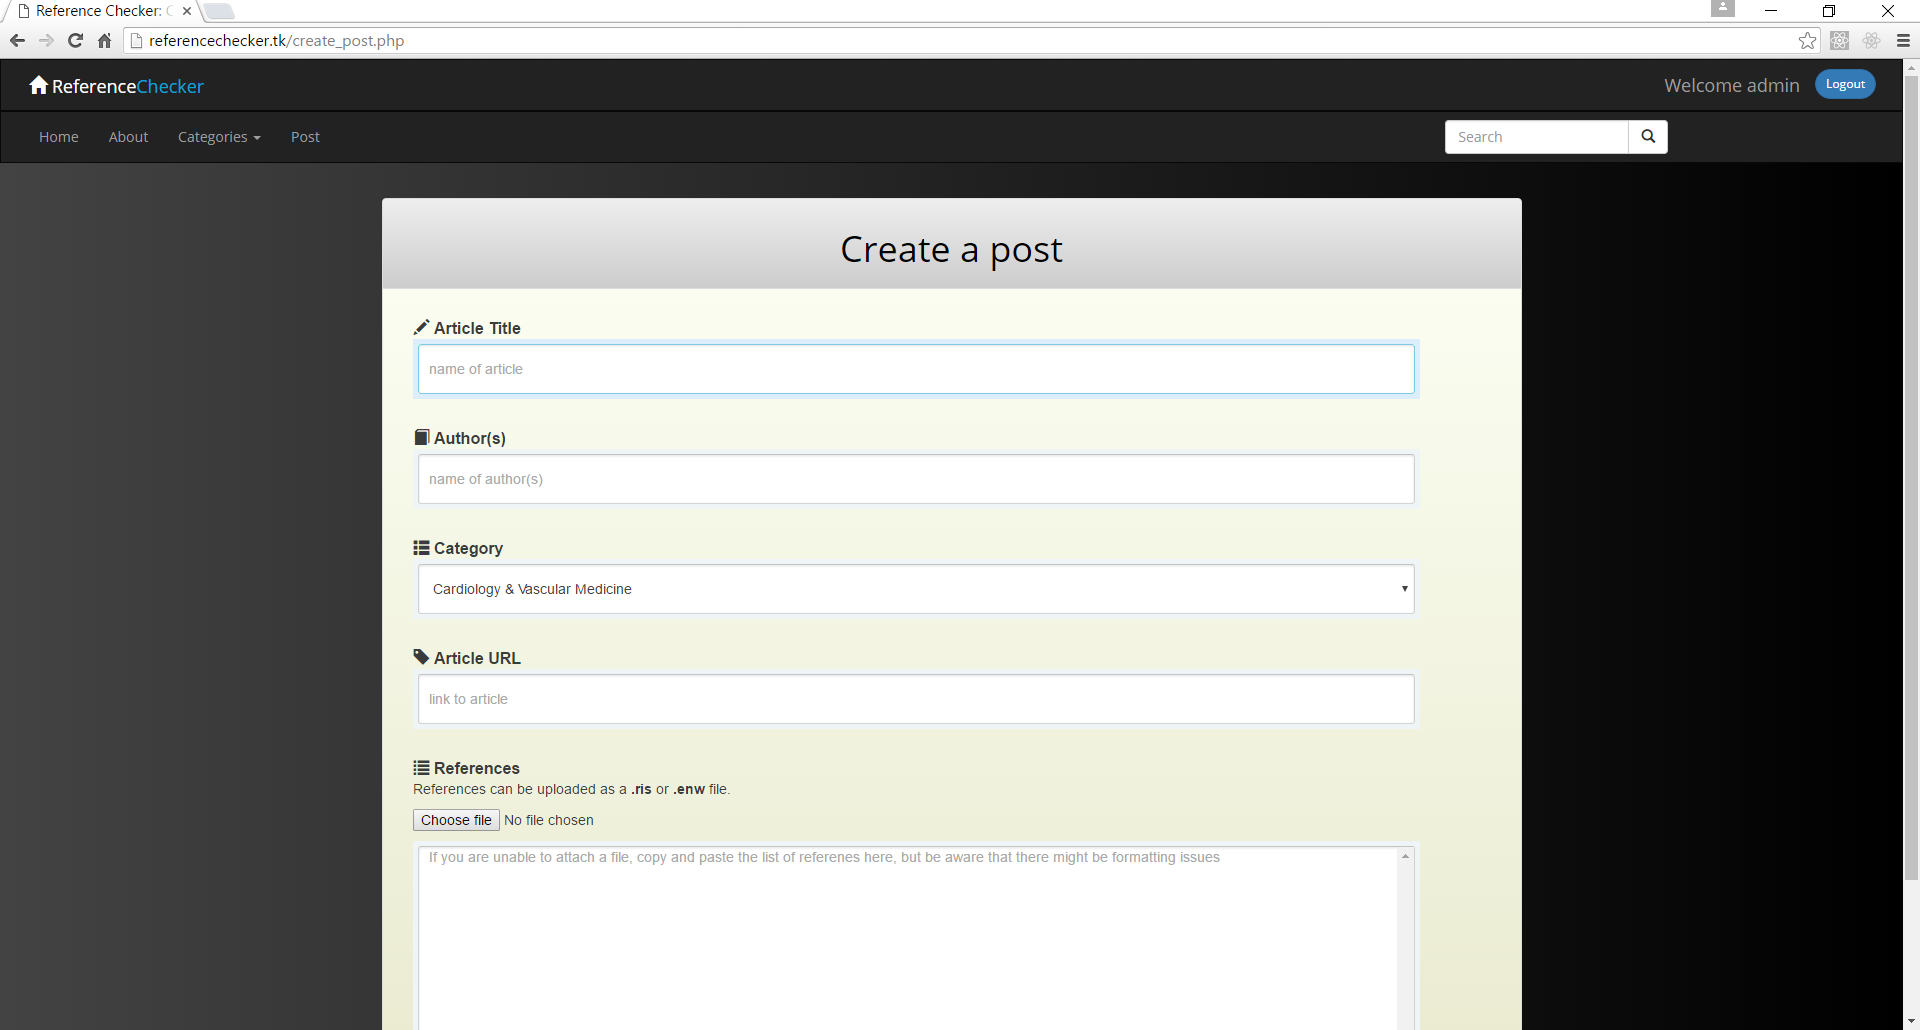 Reference Checker: C
referencechecker.tk/create_post.php
ReferenceChecker
Welcome admin
Logout
Home
About
Categories
Post
Search
Create a post
Article Title
name of article
Author(s)
name of author(s)
Category
Cardiology & Vascular Medicine
Article URL
link to article
References
References can be uploaded as a .ris or .enw file.
Choose file No file chosen
If you are unable to attach a file, copy and paste the list of referenes here, but be aware that there might be formatting issues